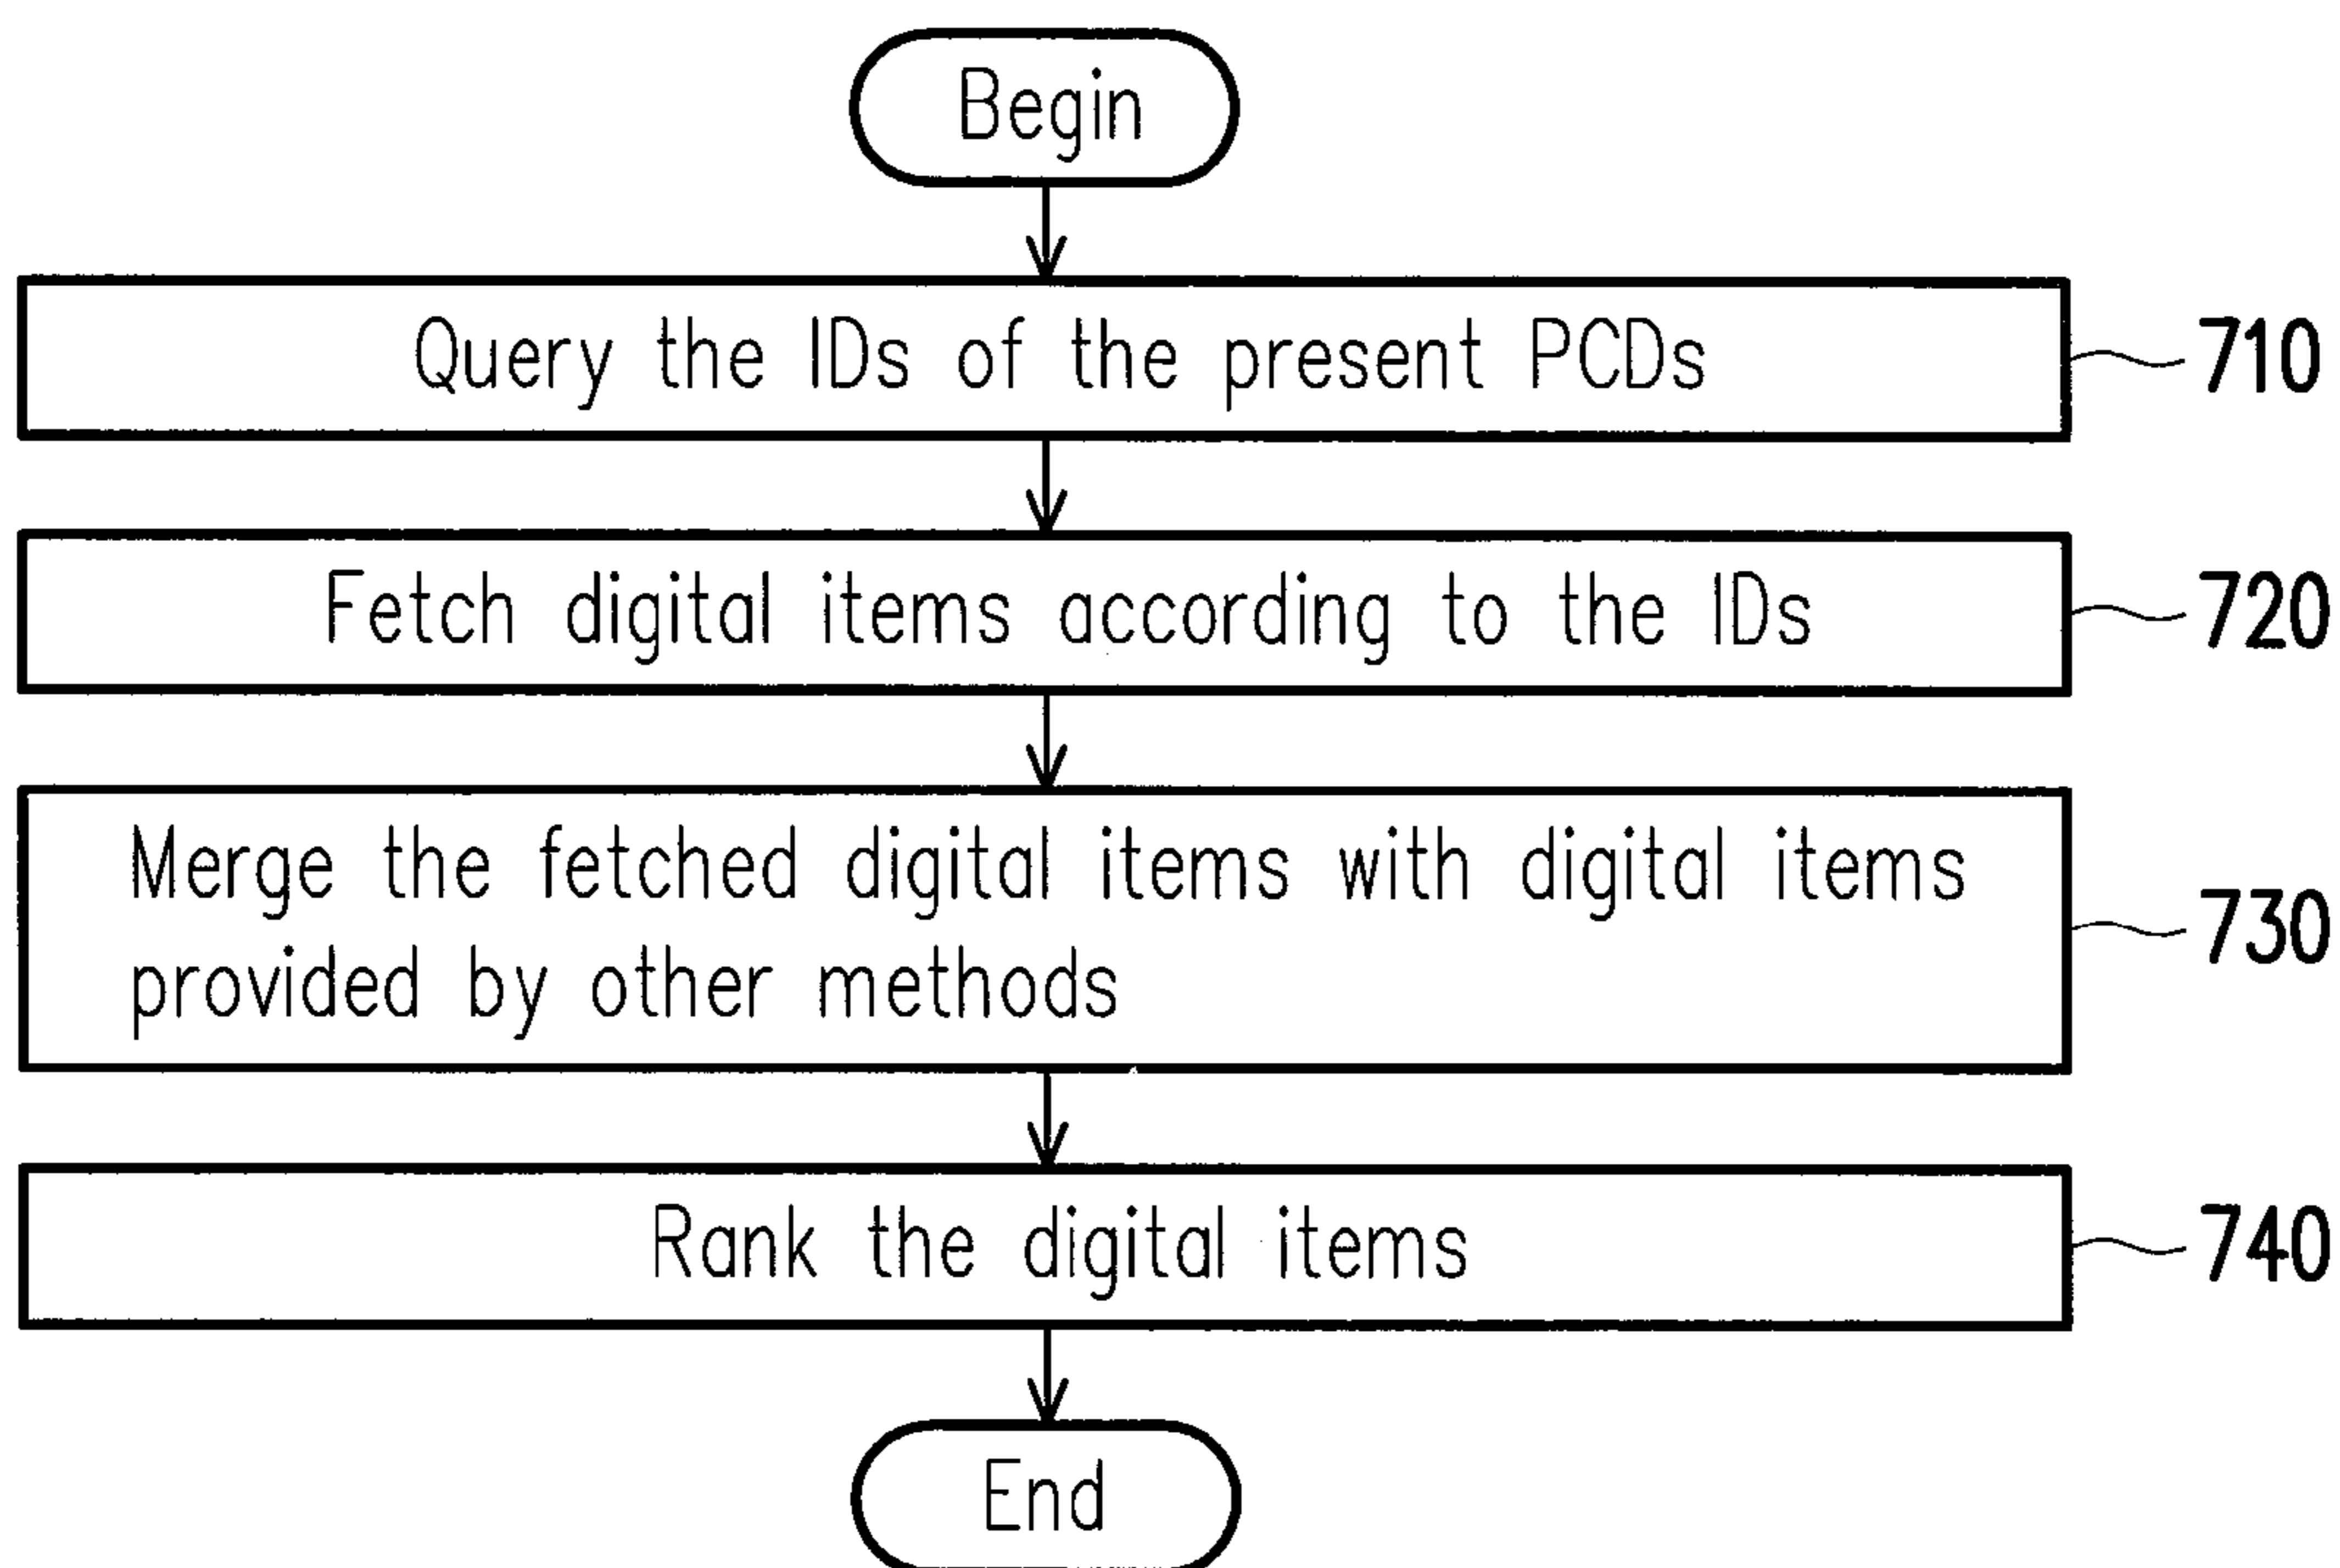 Begin
Query the IDs of the present PCDs
710
Fetch digital items according to the IDs
720
Merge the fetched digital items with digital items
provided by other methods
730
Rank the digital items
740
End